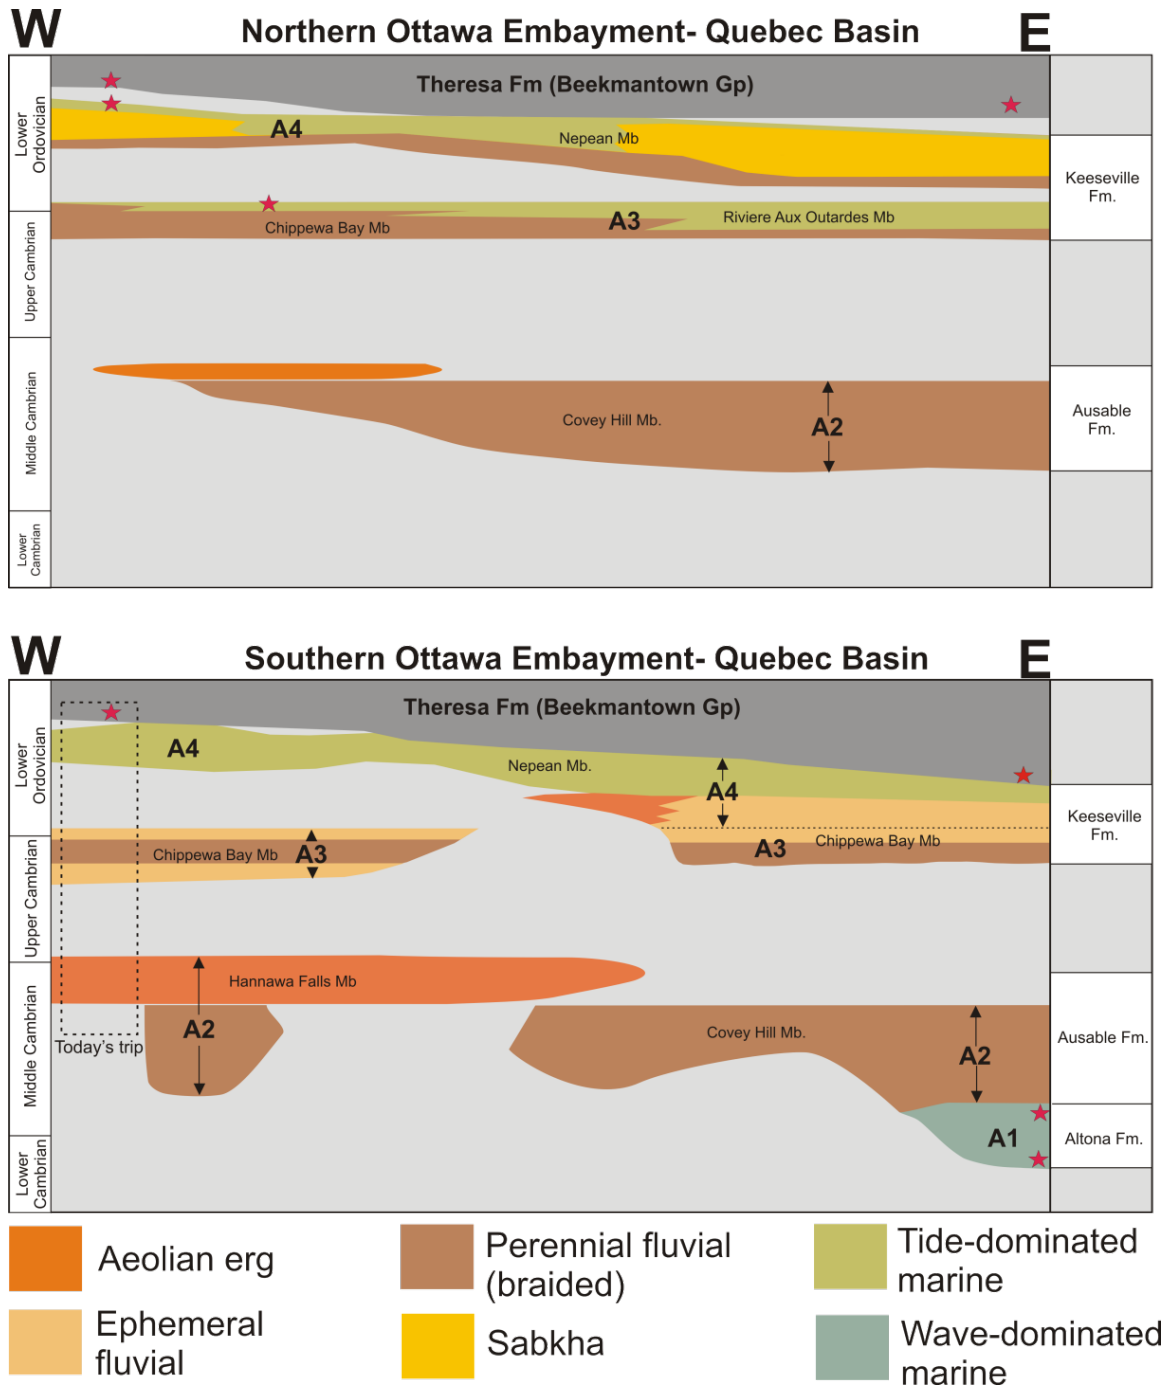 W
Northern Ottawa Embayment- Quebec Basin
E
Theresa Fm (Beekmantown Gp)
Lower
Ordovician
A4
Nepean Mb
Keeseville
Fm.
Chippewa Bay Mb
A3
Riviere Aux Outardes Mb
Upper Cambrian
Middle Cambrian
Covey Hill Mb.
A2
Ausable
Fm.
Lower
Cambrian
W
Southern Ottawa Embayment- Quebec Basin
E
Theresa Fm (Beekmantown Gp)
Lower
Ordovician
A4
Nepean Mb.
A4
Keeseville
Fm.
Chippewa Bay Mb
A3
A3
Chippewa Bay Mb
Upper Cambrian
Hannawa Falls Mb
Middle Cambrian
A2
Today's trip
Covey Hill Mb.
A2
Ausable Fm.
A1
Altona Fm.
Lower
Cambrian
Aeolian erg
Perennial fluvial
(braided)
Tide-dominated
marine
Ephemeral
fluvial
Sabkha
Wave-dominated
marine